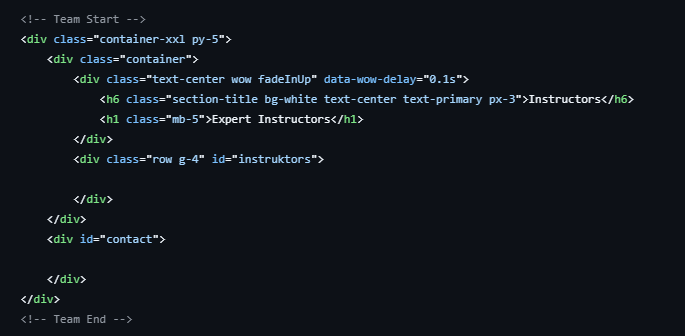 <!-- Team Start -->
<div class="container-xxl py-5">
<div class="container">
<div class="text-center wow fadeInUp" data-wow-delay="0.1s">
<h6 class="section-title bg-white text-center text-primary px-3">Instructors</h6>
<h1 class="mb-5">Expert Instructors</h1>
</div>
<div class="row g-4" id="instruktors">
</div>
</div>
<div id="contact">
</div>
</div>
<!-- Team End -->